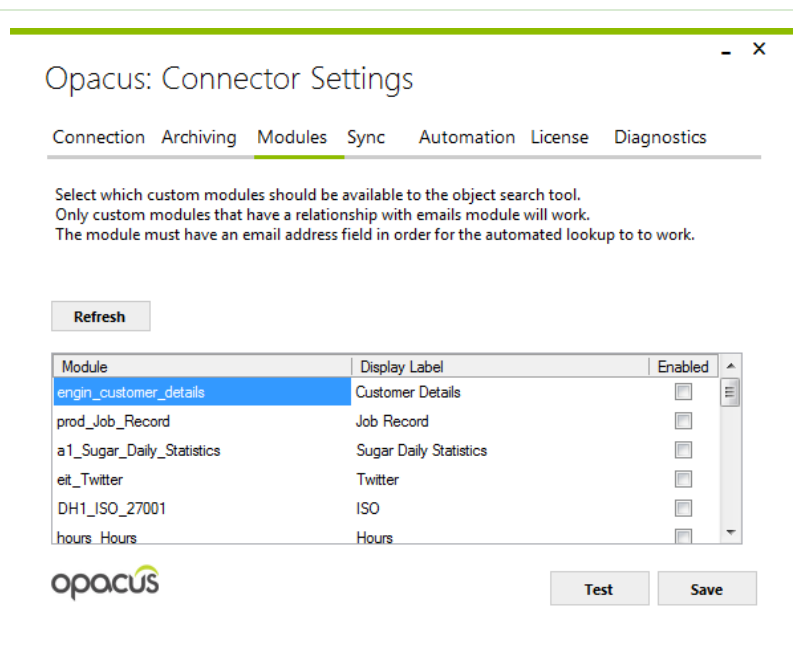 Opacus: Connector Settings
Connection Archiving Modules Sync Automation License Diagnostics
Select which custom modules should be available to the object search tool.
Only custom modules that have a relationship with emails module will work.
The module must have an email address field in order for the automated lookup to to work.
Refresh
Module Display Label Enabled
engin_customer_details Customer Details
prod_Job_Record Job Record
a1_Sugar_Daily_Statistics Sugar Daily Statistics
eit_Twitter Twitter
DH1_ISO_27001 ISO
hours_Hours Hours
opacus
Test Save